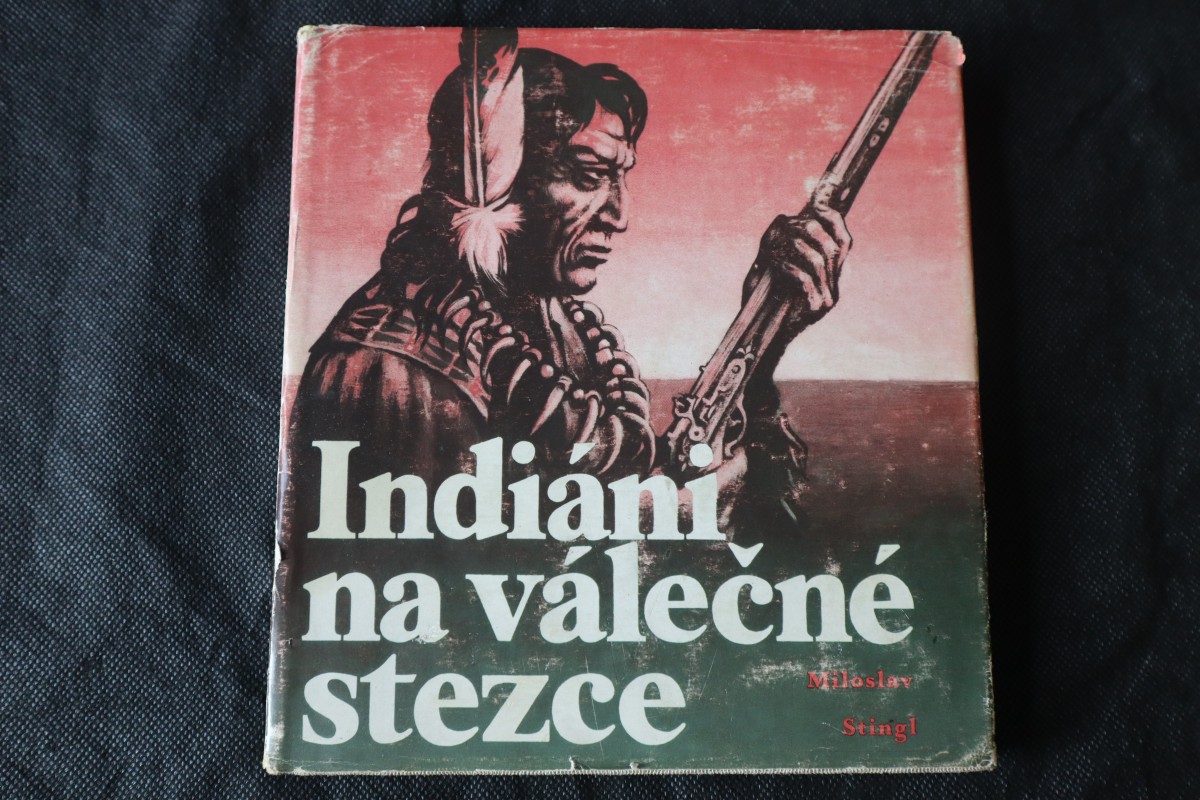 Indiáni
na válečné
stezce
Miloslav
Stingl